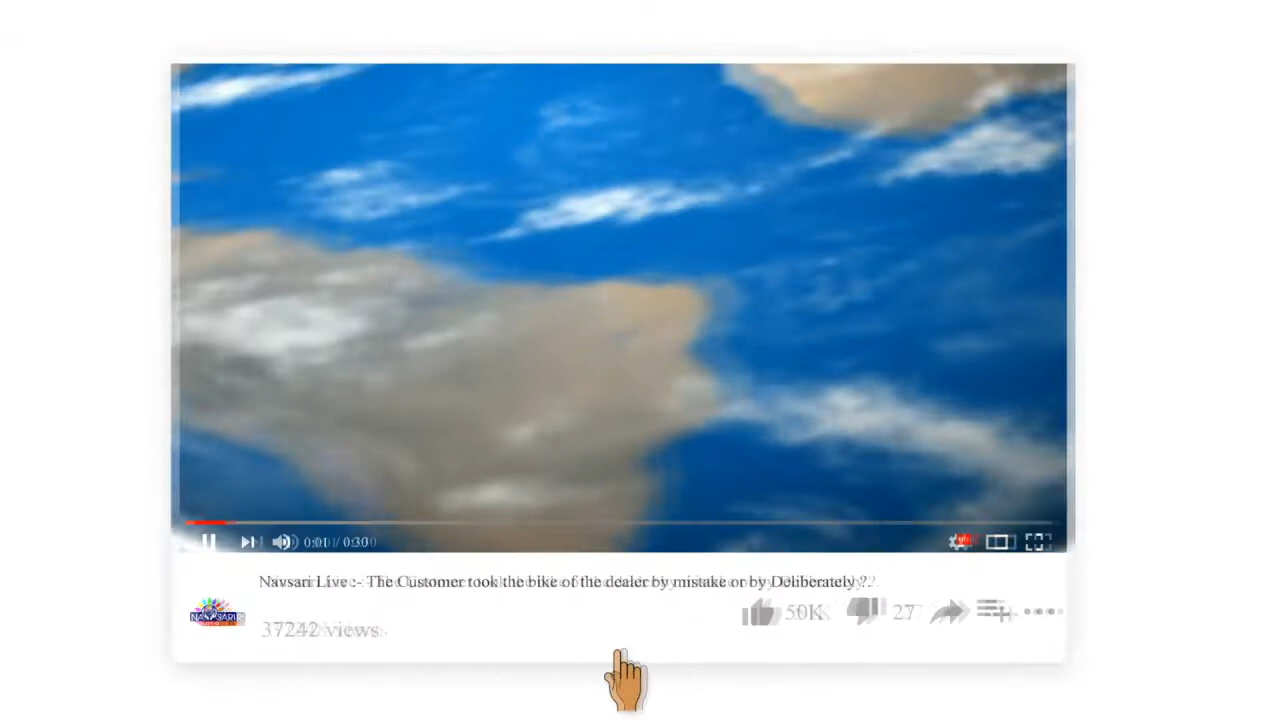 0:01 / 0:30
Navsari Live :- The Customer took the bike of the dealer by mistake or by Deliberately ?..
NAVSARI
50K
27
37242 views